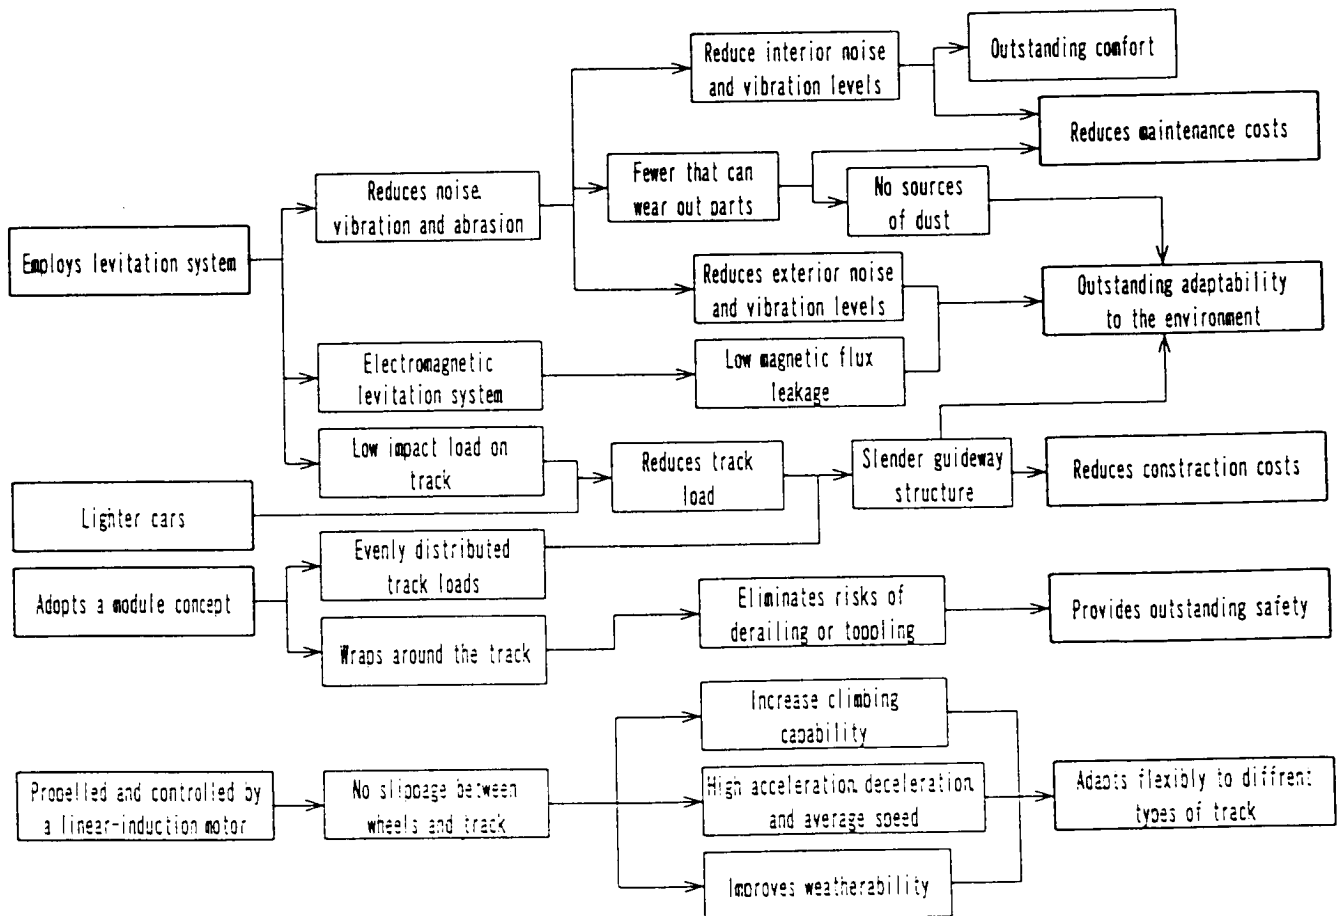 Reduce interior noise
and vibration levels
Outstanding comfort
Reduces maintenance costs
Reduces noise,
vibration and abrasion
Fewer that can
wear out parts
No sources
of dust
Employs levitation system
Reduces exterior noise
and vibration levels
Outstanding adaptability
to the environment
Electromagnetic
levitation system
Low magnetic flux
leakage
Low impact load on
track
Reduces track
load
Slender guideway
structure
Reduces constraction costs
Lighter cars
Evenly distributed
track loads
Adopts a module concept
Eliminates risks of
derailing or toppling
Provides outstanding safety
Wraps around the track
Increase climbing
capability
Propelled and controlled by
a linear-induction motor
No slippage between
wheels and track
High acceleration, deceleration,
and average speed
Adapts flexibly to diffrent
types of track
Improves weatherability